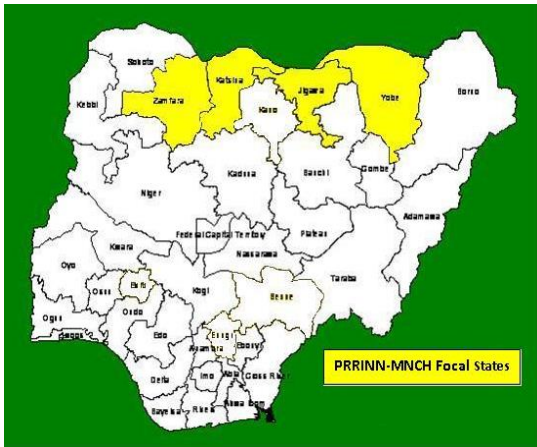 Sokoto
Katsina
Jigawa
Zamfara
Yobe
Borno
Kebbi
Kano
Kaduna
Bauchi
Gombe
Niger
Adamawa
Federal Capital Territory
Plateau
Kwara
Nassarawa
Taraba
Oyo
Kogi
Benue
Osun
Ekiti
Ogun
Ondo
Edo
Enugu
Anambra
Ebonyi
Delta
Imo
Abia
Cross River
Bayelsa
Rivers
Akwa Ibom
PRRINN-MNCH Focal States